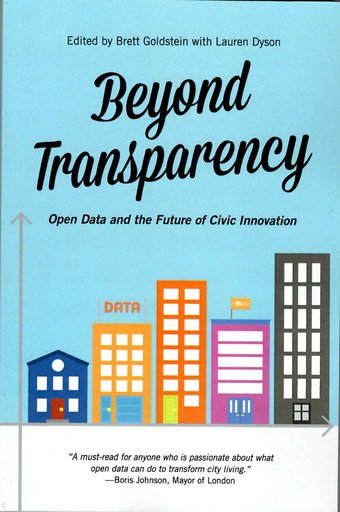 Edited by Brett Goldstein with Lauren Dyson
Beyond
Transparency
Open Data and the Future of Civic Innovation
DATA
“A must-read for anyone who is passionate about what
open data can do to transform city living.”
—Boris Johnson, Mayor of London